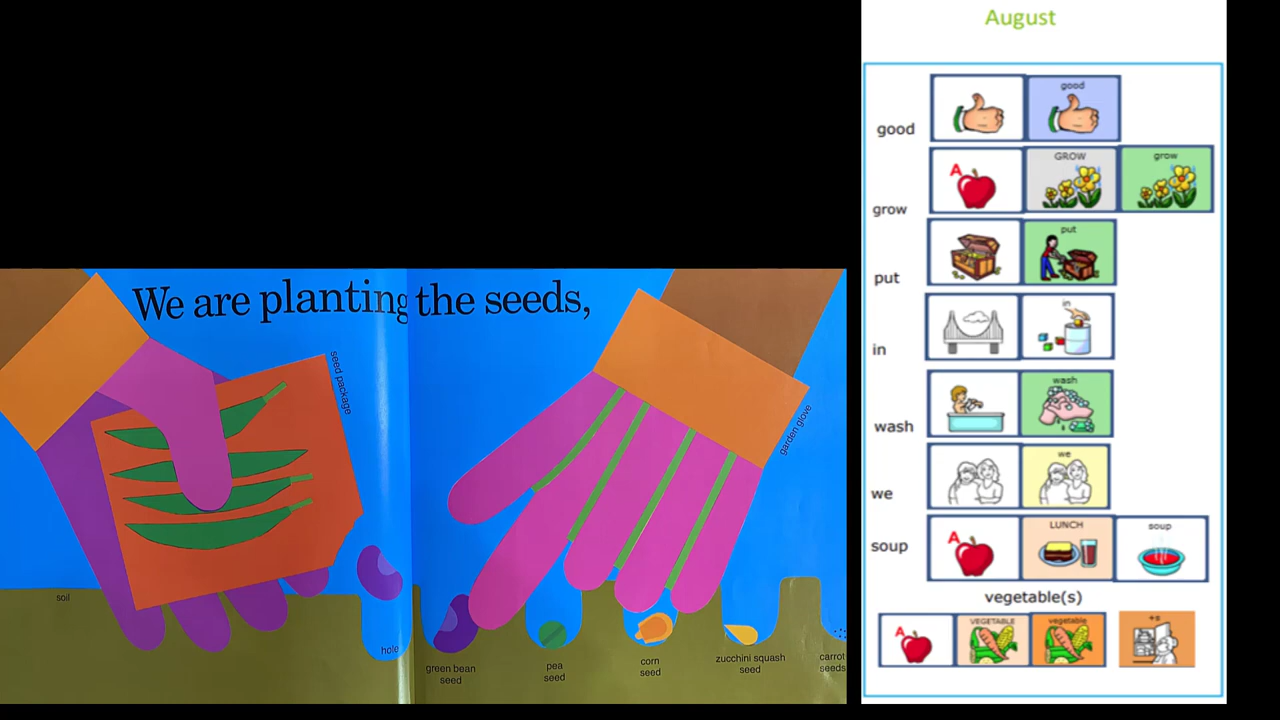 We are planting the seeds,
seed package
garden glove
soil
hole
green bean
seed
pea
seed
corn
seed
zucchini squash
seed
carrot
seeds
August
good
good
A
GROW
grow
grow
put
put
in
in
wash
wash
we
we
A
LUNCH
soup
soup
vegetable(s)
A
VEGETABLE
vegetable
+s